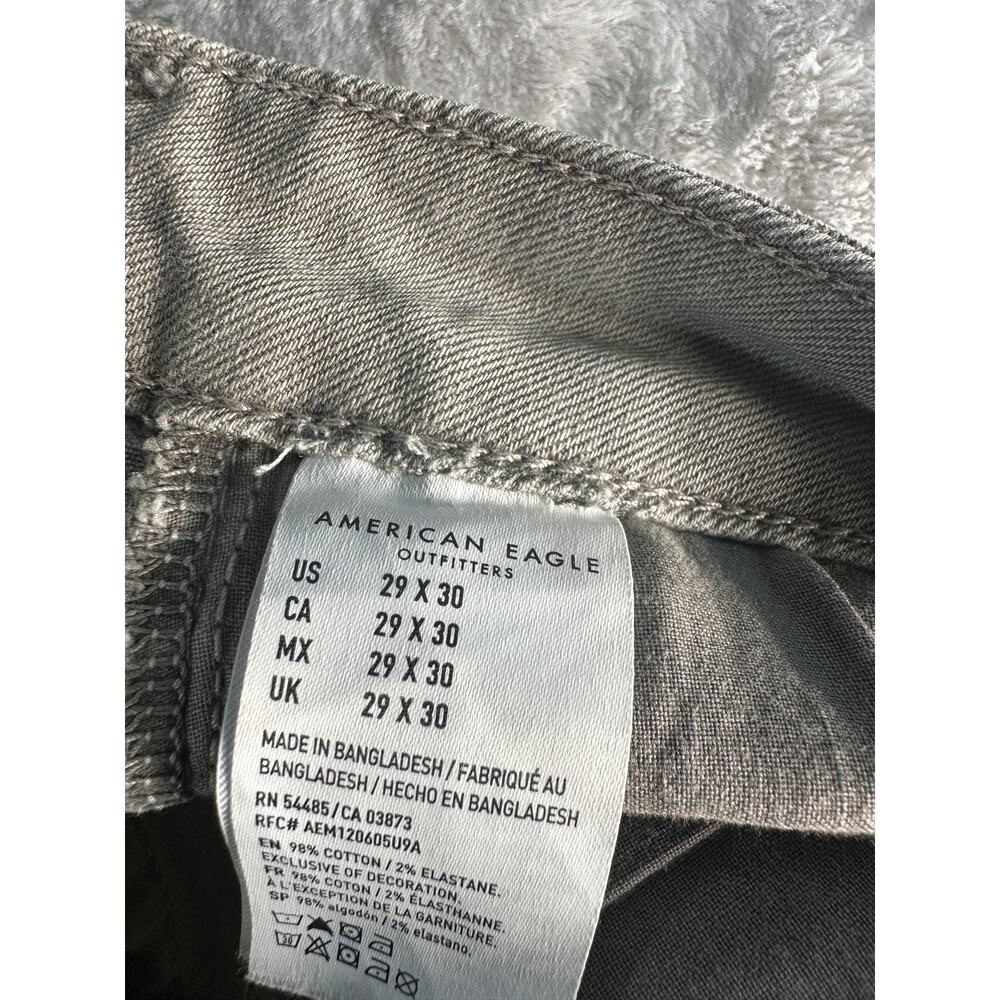 AMERICAN EAGLE
OUTFITTERS
US 29 X 30
CA 29 X 30
MX 29 X 30
UK 29 X 30
MADE IN BANGLADESH / FABRIQUÉ AU
BANGLADESH / HECHO EN BANGLADESH
RN 54485 / CA 03873
RFC# AEM120605U9A
EN 98% COTTON / 2% ELASTANE.
EXCLUSIVE OF DECORATION.
FR 98% COTON / 2% ÉLASTHANNE.
À L'EXCEPTION DE LA GARNITURE.
SP 98% algodón / 2% elastano.
30